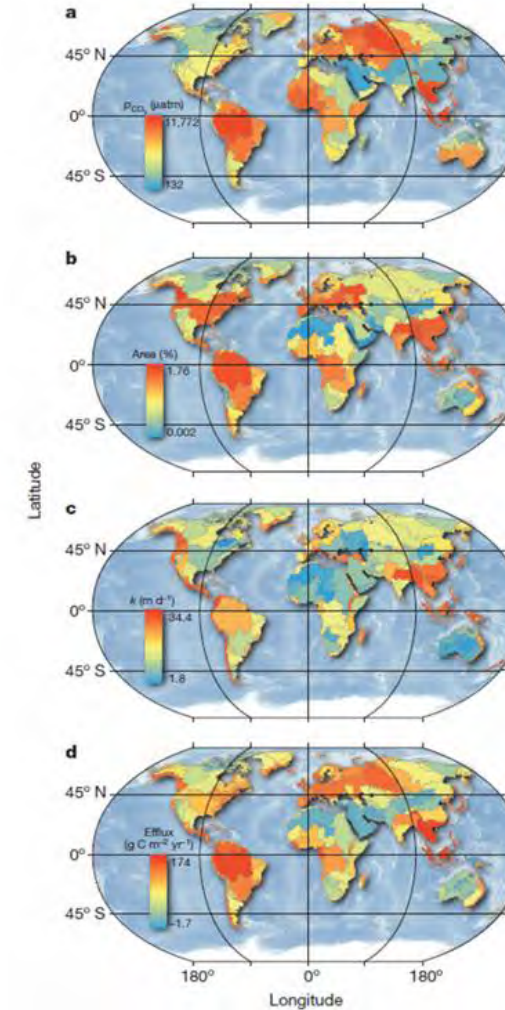 a
45° N
pCO₂ (μatm)
11,772
0°
132
45° S
b
45° N
Area (%)
1.76
0°
0.002
45° S
Latitude
c
45° N
k (m d⁻¹)
34.4
0°
1.8
45° S
d
45° N
Efflux
(g C m⁻² yr⁻¹)
174
0°
–1.7
45° S
180° 0° 180°
Longitude